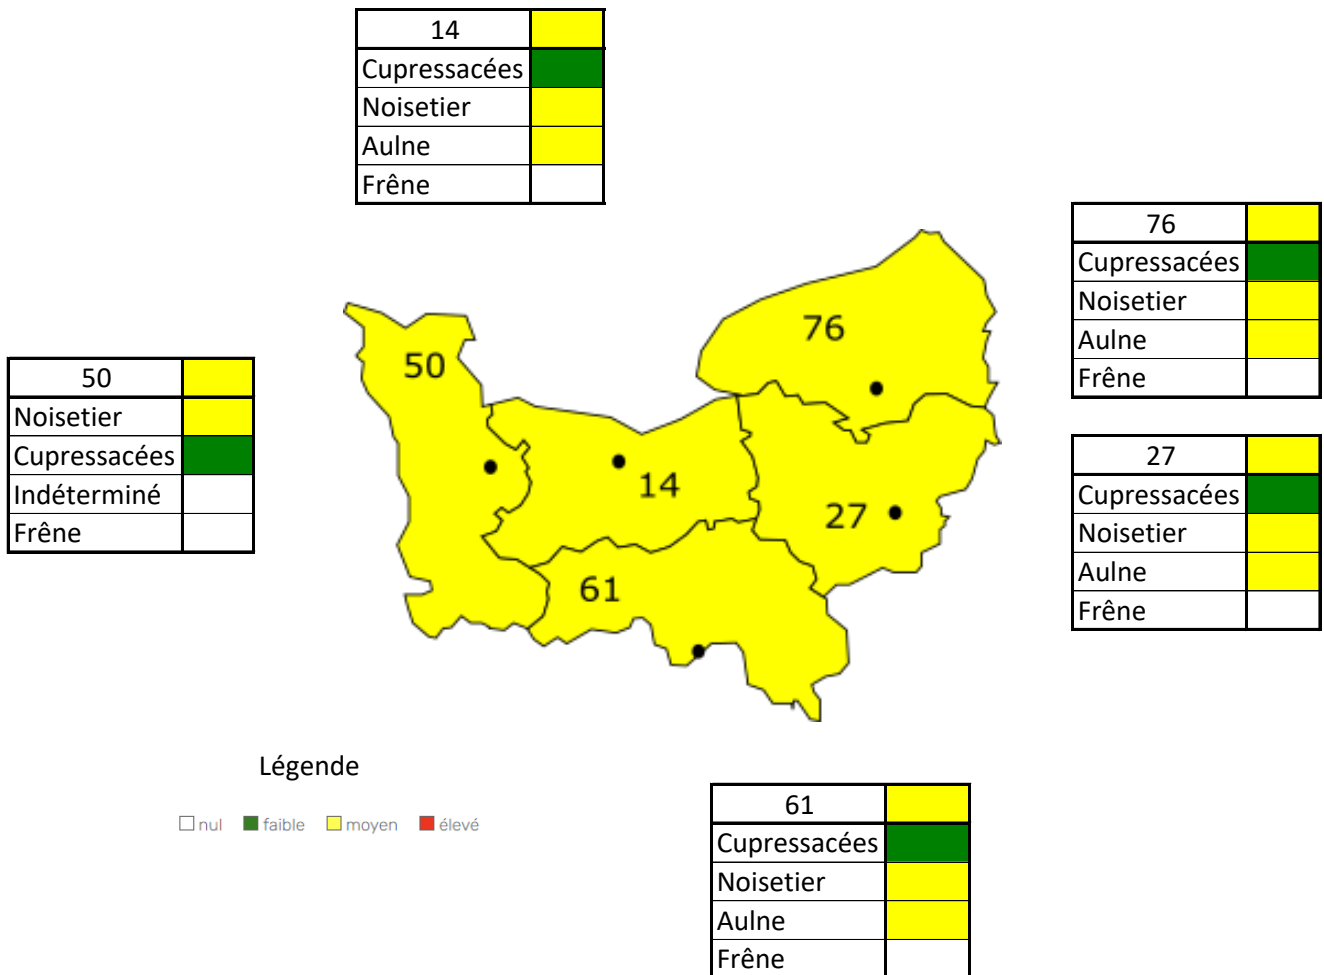 14
Cupressacées
Noisetier
Aulne
Frêne
76
Cupressacées
Noisetier
Aulne
Frêne
50
Noisetier
Cupressacées
Indéterminé
Frêne
76
50
14
27
61
27
Cupressacées
Noisetier
Aulne
Frêne
Légende
nul faible moyen élevé
61
Cupressacées
Noisetier
Aulne
Frêne